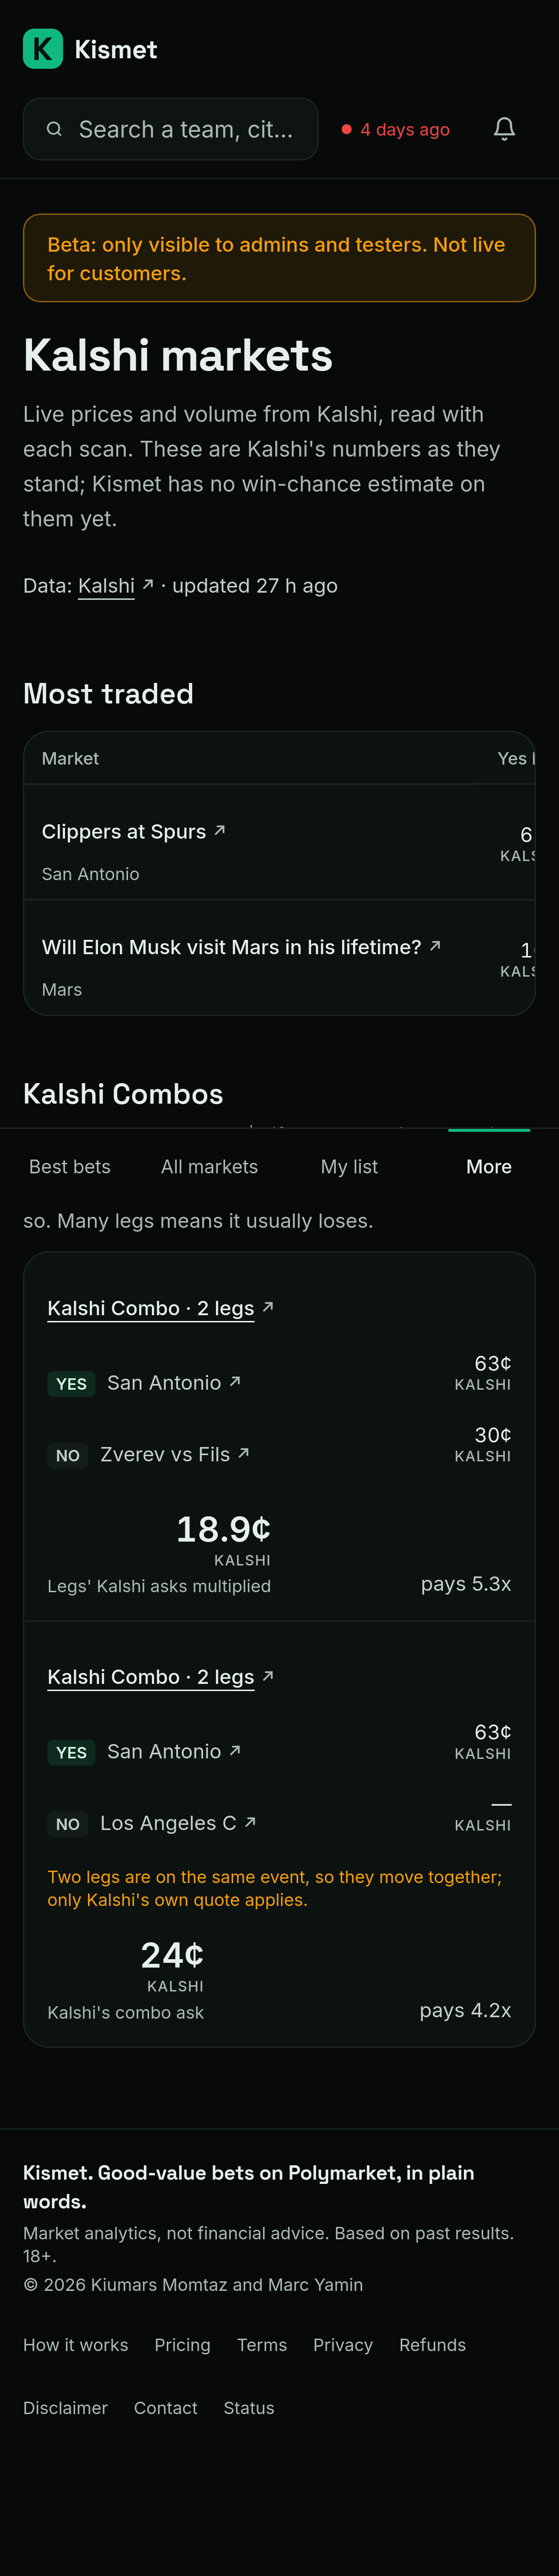 K Kismet
Search a team, cit...
4 days ago
Beta: only visible to admins and testers. Not live
for customers.
Kalshi markets
Live prices and volume from Kalshi, read with
each scan. These are Kalshi's numbers as they
stand; Kismet has no win-chance estimate on
them yet.
Data: Kalshi ↗ · updated 27 h ago
Most traded
Market
Yes
Clippers at Spurs ↗
6
San Antonio
Will Elon Musk visit Mars in his lifetime? ↗
1
Mars
Kalshi Combos
Best bets
All markets
My list
More
so. Many legs means it usually loses.
Kalshi Combo · 2 legs ↗
YES San Antonio ↗
63¢
KALSHI
NO Zverev vs Fils ↗
30¢
KALSHI
18.9¢
KALSHI
Legs' Kalshi asks multiplied
pays 5.3x
Kalshi Combo · 2 legs ↗
YES San Antonio ↗
63¢
KALSHI
NO Los Angeles C ↗
—
KALSHI
Two legs are on the same event, so they move together;
only Kalshi's own quote applies.
24¢
KALSHI
Kalshi's combo ask
pays 4.2x
Kismet. Good-value bets on Polymarket, in plain
words.
Market analytics, not financial advice. Based on past results.
18+.
© 2026 Kiumars Momtaz and Marc Yamin
How it works
Pricing
Terms
Privacy
Refunds
Disclaimer
Contact
Status